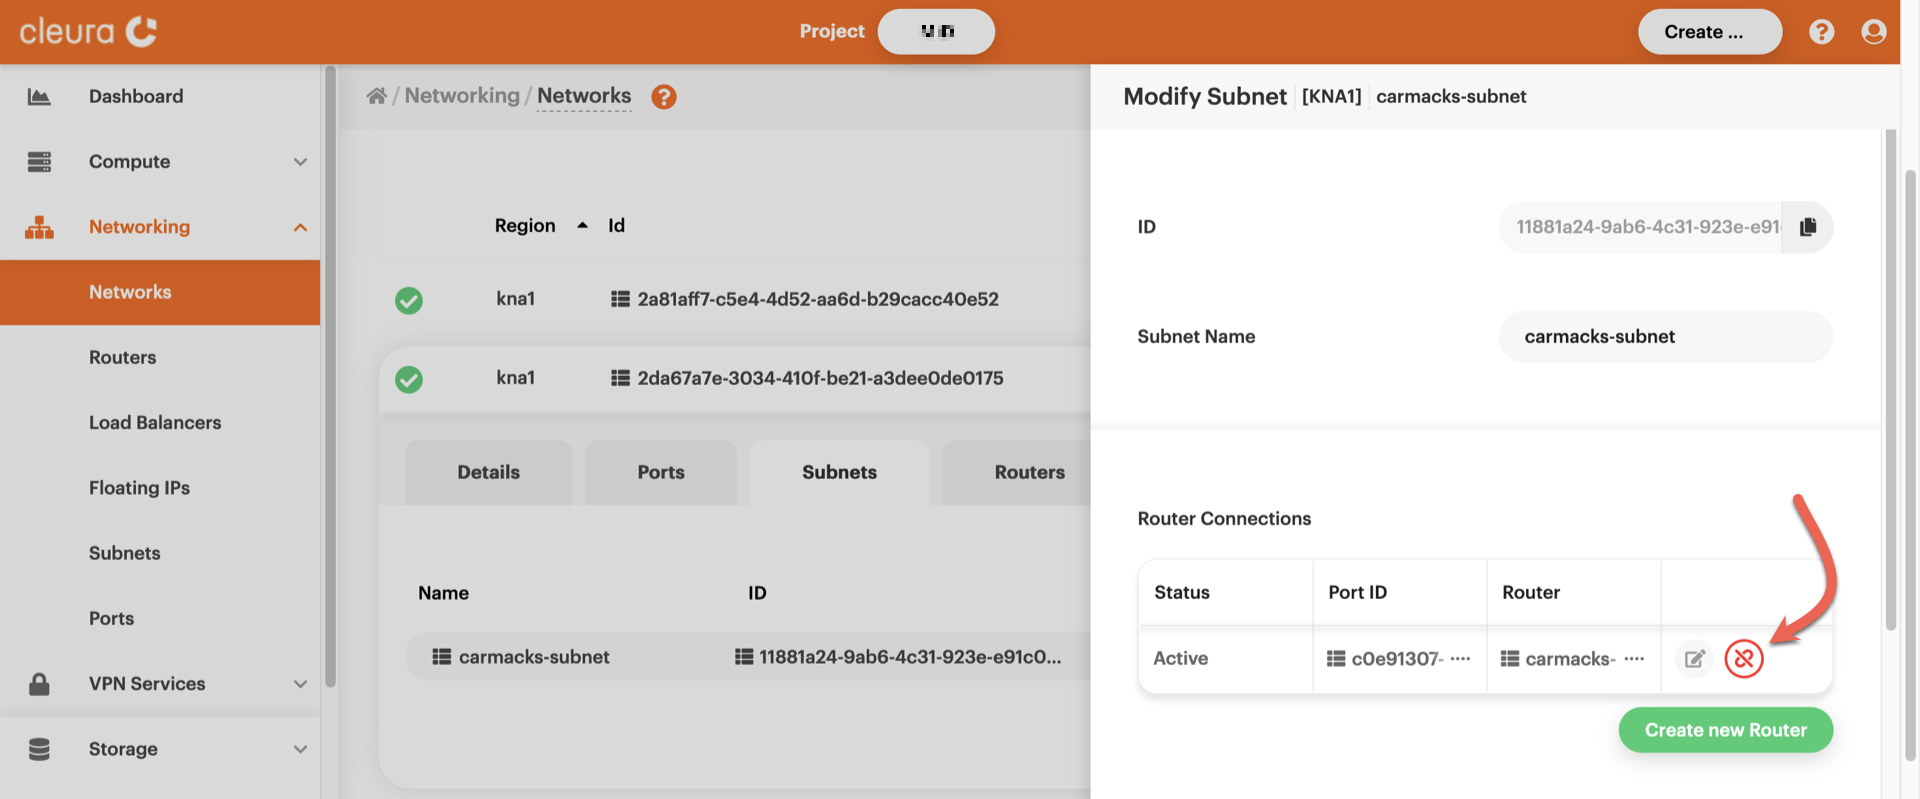 cleura
Project
Create ...
?
Dashboard
Compute
Networking
Networks
Routers
Load Balancers
Floating IPs
Subnets
Ports
VPN Services
Storage
/ Networking / Networks ?
Region Id
kna1 2a81aff7-c5e4-4d52-aa6d-b29cacc40e52
kna1 2da67a7e-3034-410f-be21-a3dee0de0175
Details Ports Subnets Routers
Name ID
carmacks-subnet 11881a24-9ab6-4c31-923e-e91c0...
Modify Subnet [KNA1] carmacks-subnet
ID 11881a24-9ab6-4c31-923e-e91
Subnet Name carmacks-subnet
Router Connections
Status Port ID Router
Active c0e91307- ···· carmacks- ····
Create new Router